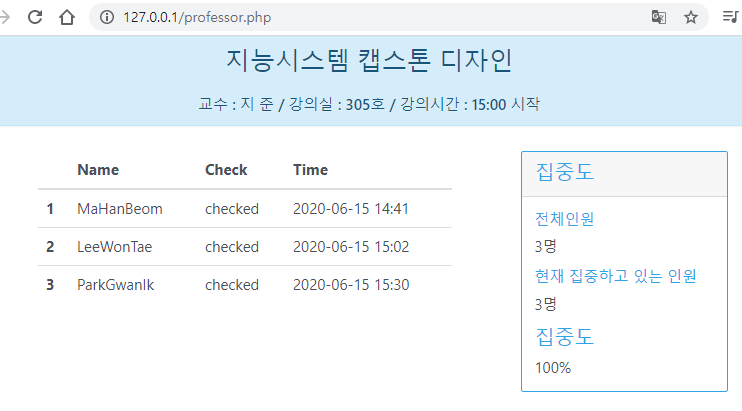 127.0.0.1/professor.php
지능시스템 캡스톤 디자인
교수 : 지 준 / 강의실 : 305호 / 강의시간 : 15:00 시작
Name Check Time
1 MaHanBeom checked 2020-06-15 14:41
2 LeeWonTae checked 2020-06-15 15:02
3 ParkGwanIk checked 2020-06-15 15:30
집중도
전체인원
3명
현재 집중하고 있는 인원
3명
집중도
100%